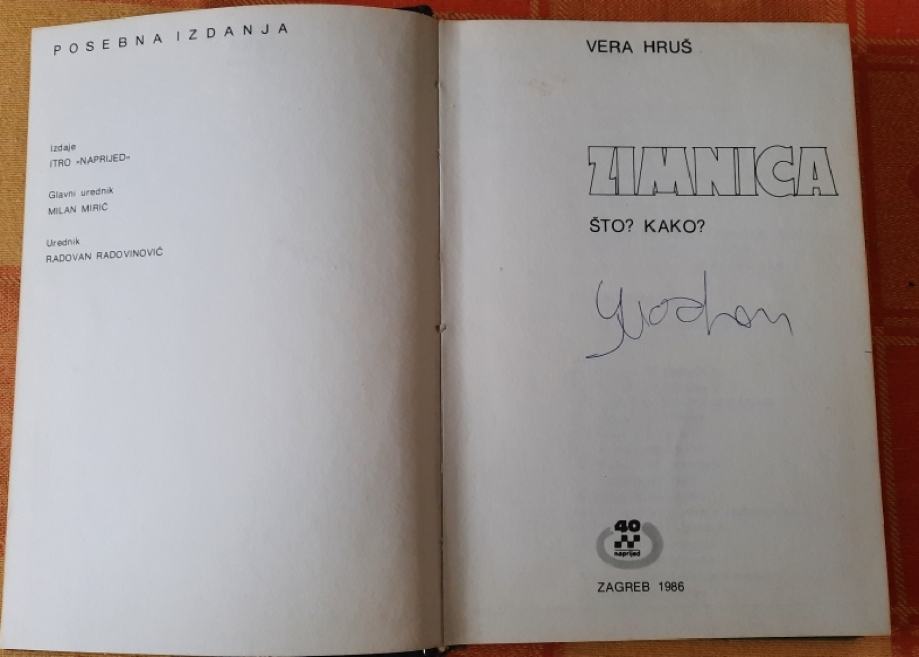 POSEBNA IZDANJA
Izdaje
ITRO »NAPRIJED«
Glavni urednik
MILAN MIRIĆ
Urednik
RADOVAN RADOVINOVIĆ
VERA HRUŠ
ZIMNICA
ŠTO? KAKO?
40
naprijed
ZAGREB 1986